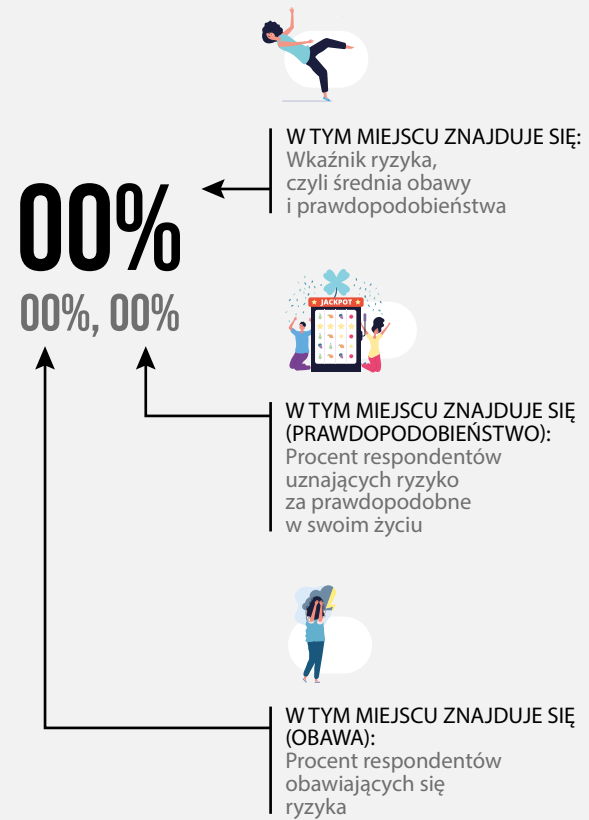 W TYM MIEJSCU ZNAJDUJE SIĘ:
Wkaźnik ryzyka,
czyli średnia obawy
i prawdopodobieństwa
00%
00%, 00%
JACKPOT
W TYM MIEJSCU ZNAJDUJE SIĘ
(PRAWDOPODOBIEŃSTWO):
Procent respondentów
uznających ryzyko
za prawdopodobne
w swoim życiu
W TYM MIEJSCU ZNAJDUJE SIĘ
(OBAWA):
Procent respondentów
obawiających się
ryzyka